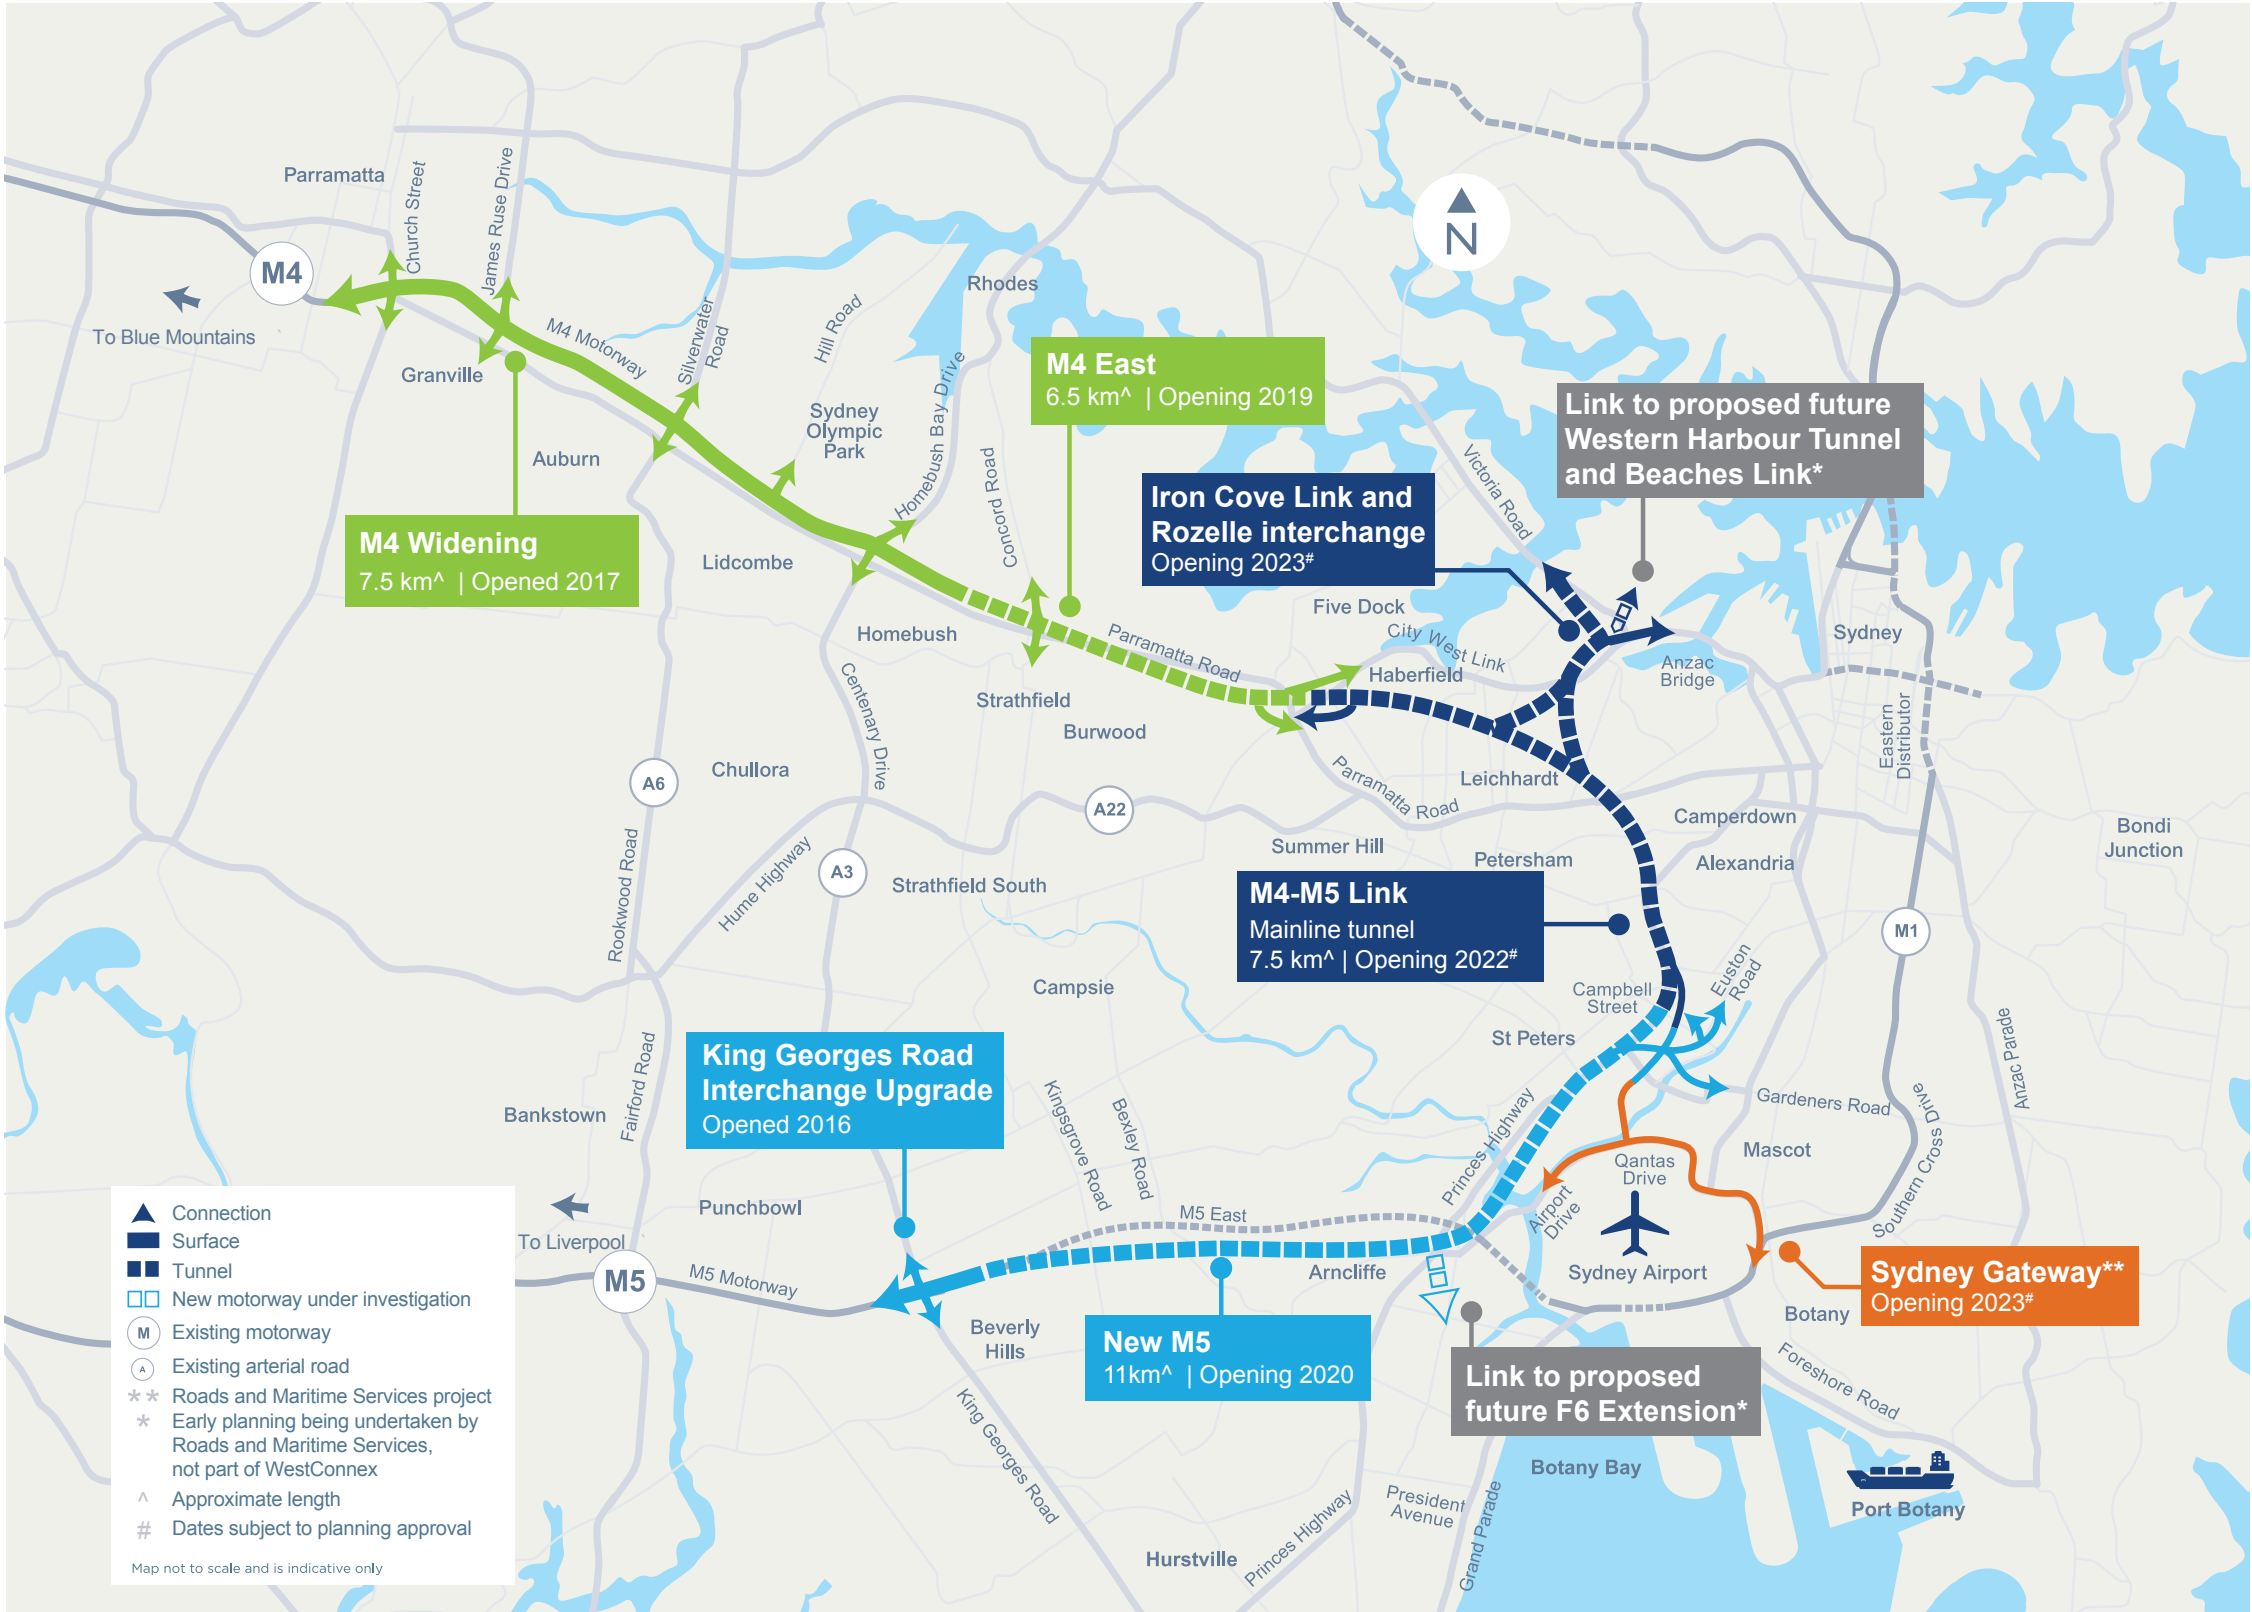 Parramatta
Church Street
James Ruse Drive
M4
To Blue Mountains
M4 Motorway
Granville
Silverwater
Road
Hill Road
Rhodes
Homebush Bay Drive
Sydney
Olympic
Park
Auburn
Concord Road
N
M4 East
6.5 km^ | Opening 2019
M4 Widening
7.5 km^ | Opened 2017
Link to proposed future
Western Harbour Tunnel
and Beaches Link*
Victoria Road
Iron Cove Link and
Rozelle interchange
Opening 2023#
Lidcombe
Homebush
Five Dock
City West Link
Parramatta Road
Haberfield
Anzac
Bridge
Sydney
Strathfield
Burwood
Centenary Drive
Eastern
Distributor
A6
Chullora
A22
Parramatta Road
Leichhardt
Camperdown
Bondi
Junction
Summer Hill
Petersham
Alexandria
Rookwood Road
Hume Highway
A3
Strathfield South
M4-M5 Link
Mainline tunnel
7.5 km^ | Opening 2022#
M1
Campsie
Campbell
Street
Euston
Road
St Peters
King Georges Road
Interchange Upgrade
Opened 2016
Fairford Road
Bankstown
Kingsgrove Road
Bexley Road
Princes Highway
Gardeners Road
Anzac Parade
Mascot
Southern Cross Drive
Qantas
Drive
Airport
Drive
Punchbowl
M5 East
To Liverpool
M5
M5 Motorway
Arncliffe
Sydney Airport
Sydney Gateway**
Opening 2023#
Botany
Beverly
Hills
New M5
11km^ | Opening 2020
Link to proposed
future F6 Extension*
Foreshore Road
King Georges Road
Botany Bay
President
Avenue
Grand Parade
Princes Highway
Port Botany
Hurstville
Connection
Surface
Tunnel
New motorway under investigation
M Existing motorway
A Existing arterial road
** Roads and Maritime Services project
* Early planning being undertaken by
Roads and Maritime Services,
not part of WestConnex
^ Approximate length
# Dates subject to planning approval
Map not to scale and is indicative only